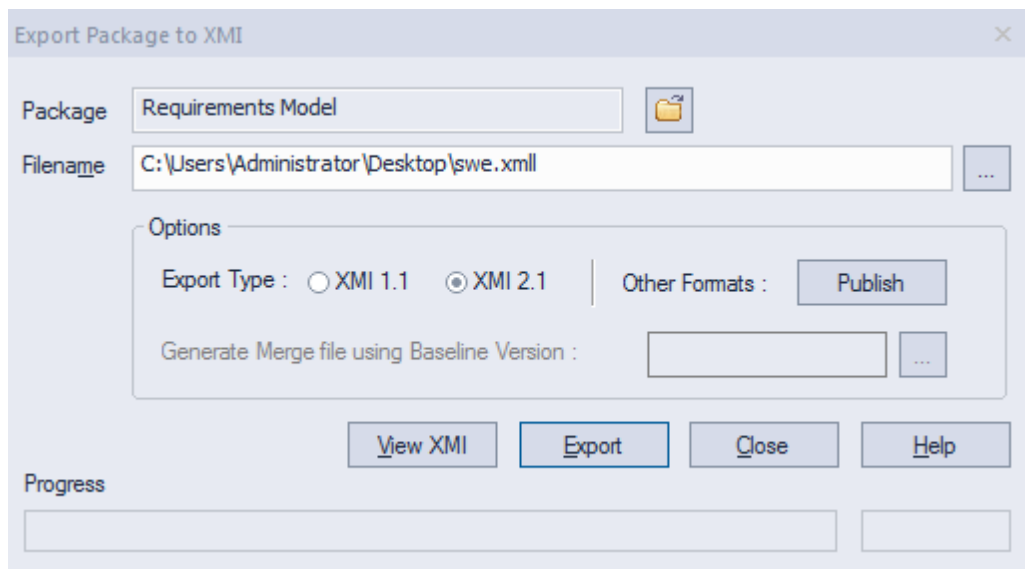 Export Package to XMI
Package Requirements Model
Filename C:\Users\Administrator\Desktop\swe.xmll
...
Options
Export Type : XMI 1.1 XMI 2.1 Other Formats : Publish
Generate Merge file using Baseline Version : ...
View XMI Export Close Help
Progress